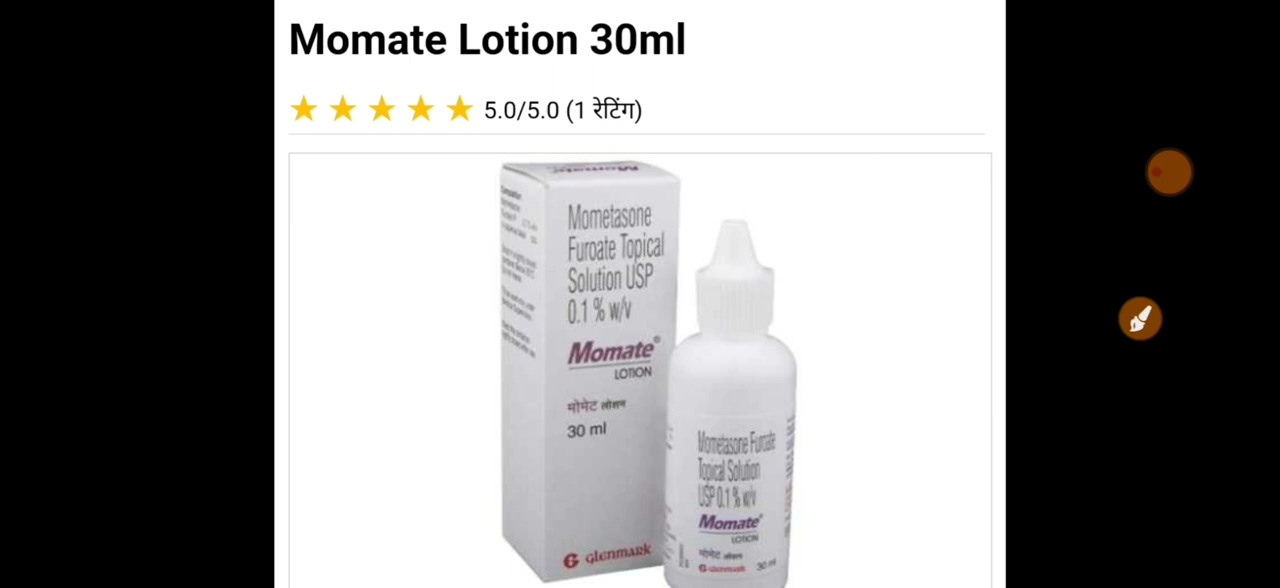 Momate Lotion 30ml
5.0/5.0 (1 रेटिंग)
Momate
Mometasone
Furoate Topical
Solution USP
0.1 % w/v
Momate®
LOTION
मोमेट लोशन
30 ml
Glenmark
Mometasone Furoate
Topical Solution
USP 0.1 % w/v
Momate®
LOTION
मोमेट लोशन
30 ml
Glenmark